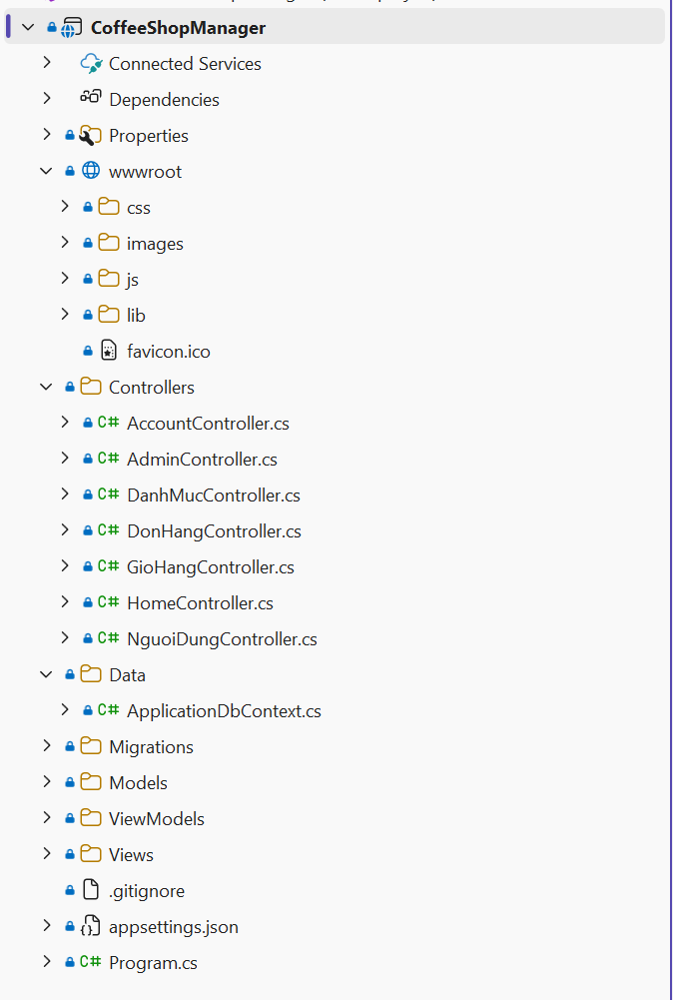 CoffeeShopManager
Connected Services
Dependencies
Properties
wwwroot
css
images
js
lib
favicon.ico
Controllers
C# AccountController.cs
C# AdminController.cs
C# DanhMucController.cs
C# DonHangController.cs
C# GioHangController.cs
C# HomeController.cs
C# NguoiDungController.cs
Data
C# ApplicationDbContext.cs
Migrations
Models
ViewModels
Views
.gitignore
appsettings.json
C# Program.cs